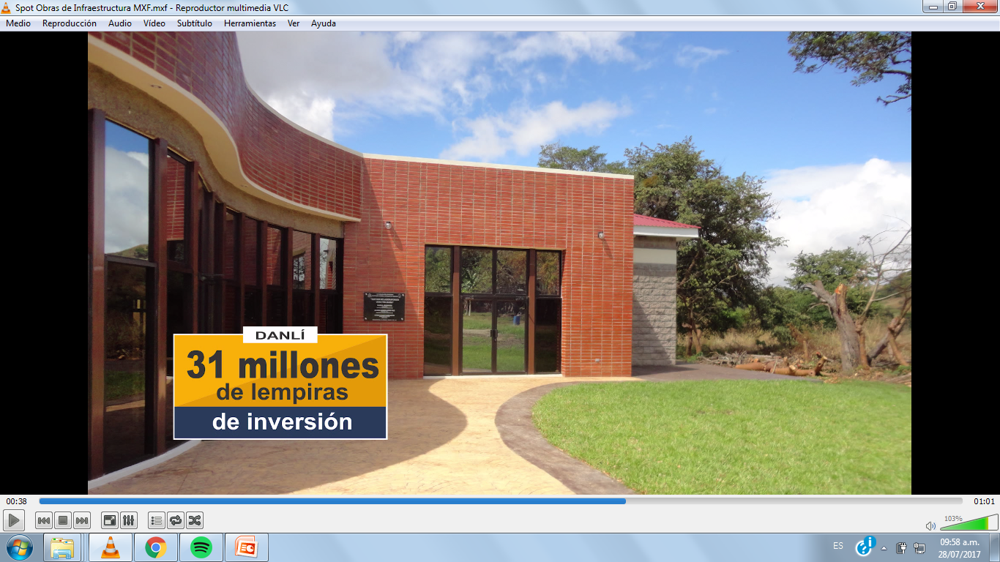 Spot Obras de Infraestructura MXF.mxf - Reproductor multimedia VLC
Medio Reproducción Audio Vídeo Subtítulo Herramientas Ver Ayuda
DANLÍ
31 millones
de lempiras
de inversión
00:38
01:01
103%
ES
09:58 a.m.
28/07/2017